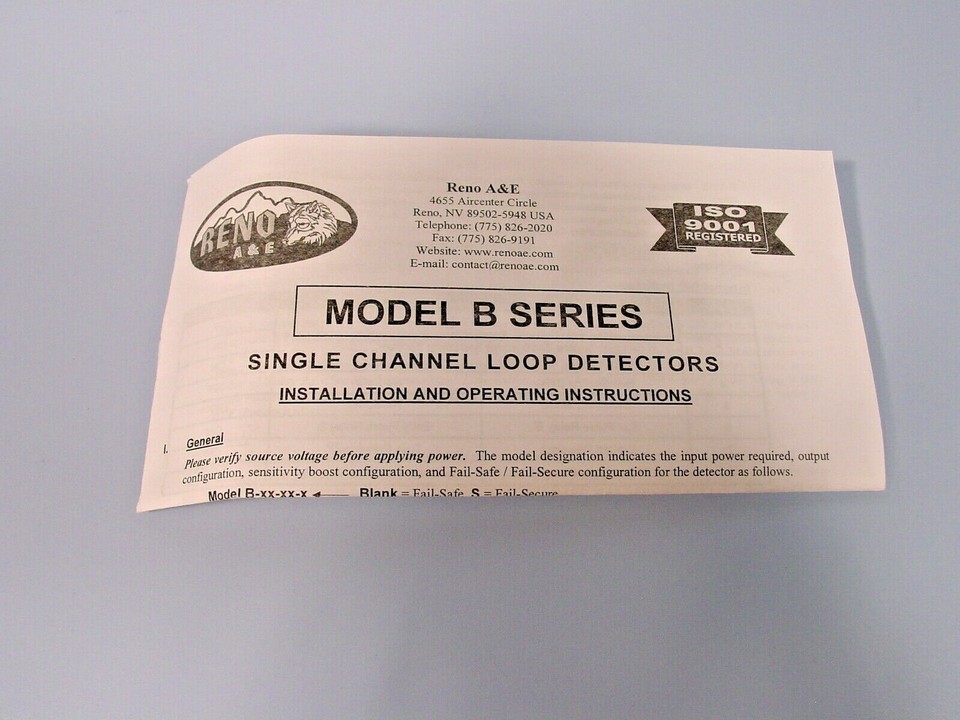 RENO
A & E
Reno A&E
4655 Aircenter Circle
Reno, NV 89502-5948 USA
Telephone: (775) 826-2020
Fax: (775) 826-9191
Website: www.renoae.com
E-mail: contact@renoae.com
ISO
9001
REGISTERED
MODEL B SERIES
SINGLE CHANNEL LOOP DETECTORS
INSTALLATION AND OPERATING INSTRUCTIONS
I. General
Please verify source voltage before applying power. The model designation indicates the input power required, output
configuration, sensitivity boost configuration, and Fail-Safe / Fail-Secure configuration for the detector as follows.
Model B-xx-xx-x Blank = Fail-Safe, S = Fail-Secure